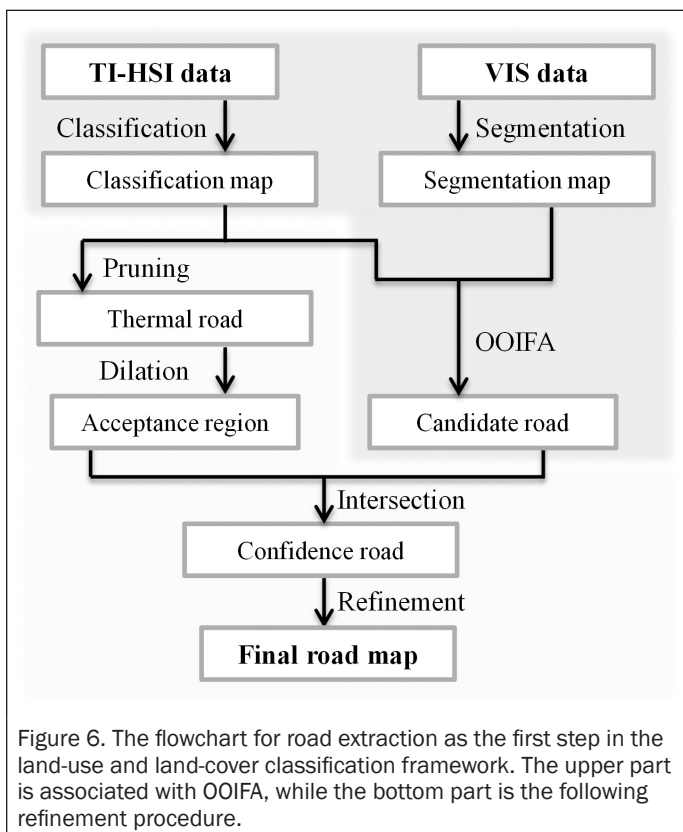 TI-HSI data
VIS data
Classification
Segmentation
Classification map
Segmentation map
Pruning
Thermal road
OOIFA
Dilation
Acceptance region
Candidate road
Intersection
Confidence road
Refinement
Final road map
Figure 6. The flowchart for road extraction as the first step in the
land-use and land-cover classification framework. The upper part
is associated with OOIFA, while the bottom part is the following
refinement procedure.